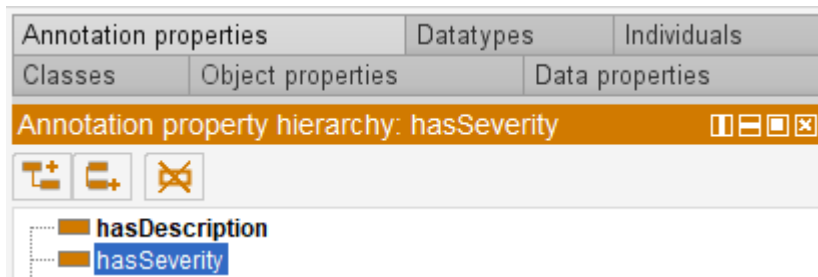 Annotation properties Datatypes Individuals
Classes Object properties Data properties
Annotation property hierarchy: hasSeverity
hasDescription
hasSeverity